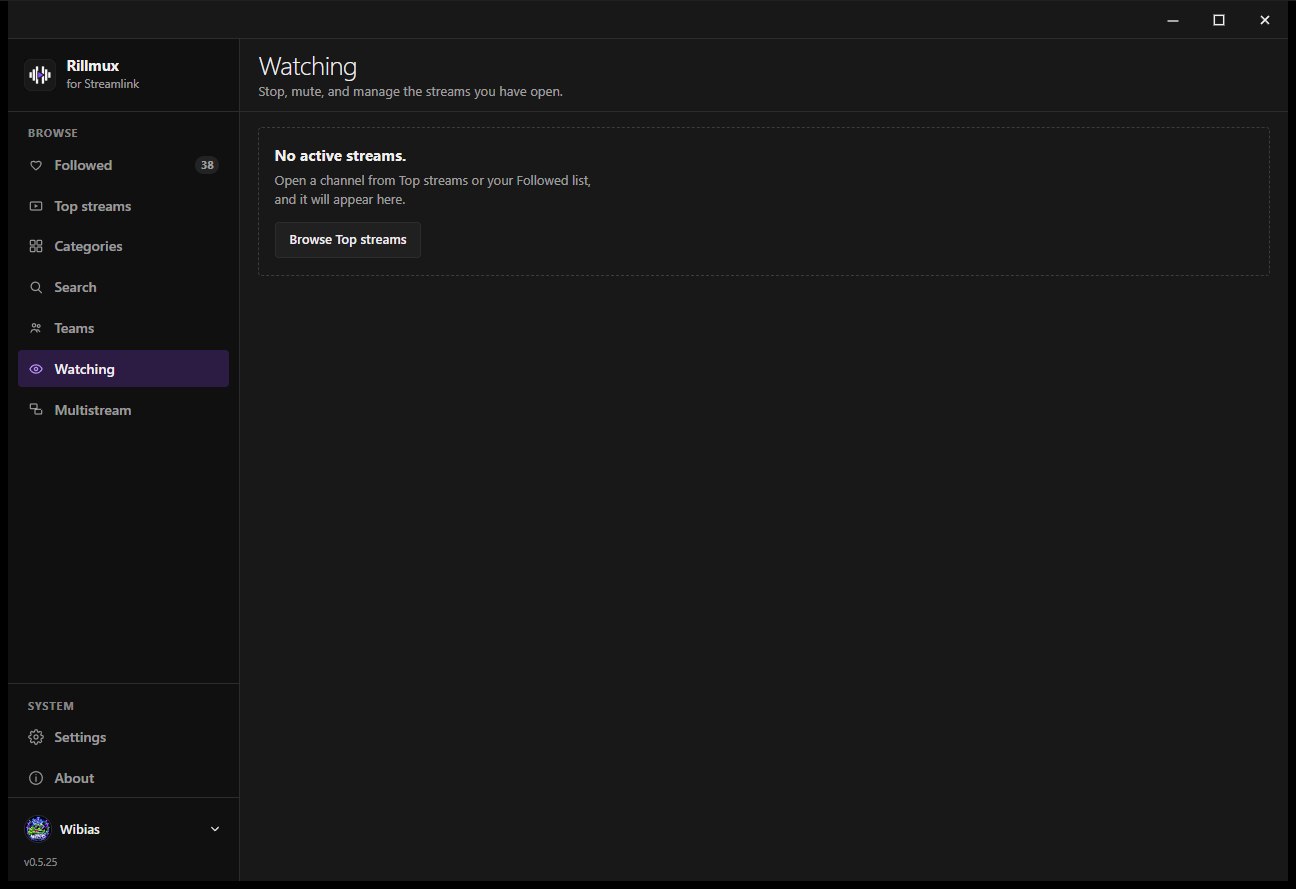 Rillmux
for Streamlink
BROWSE
Followed 38
Top streams
Categories
Search
Teams
Watching
Multistream
SYSTEM
Settings
About
Wibias
v0.5.25
Watching
Stop, mute, and manage the streams you have open.
No active streams.
Open a channel from Top streams or your Followed list,
and it will appear here.
Browse Top streams